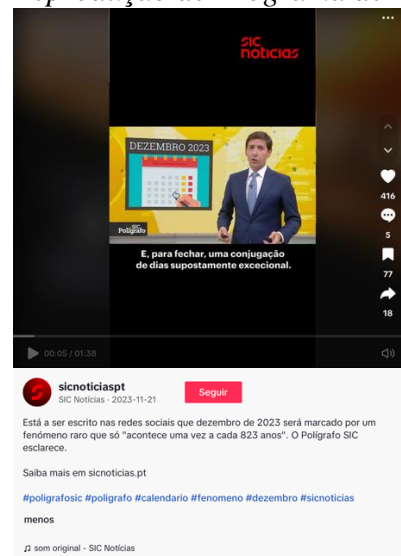 SIC
noticias
DEZEMBRO 2023
SIC
Polígrafo
E, para fechar, uma conjugação
de dias supostamente excecional.
416
5
77
18
00:05 / 01:38
sicnoticiaspt
SIC Notícias · 2023-11-21
Seguir
Está a ser escrito nas redes sociais que dezembro de 2023 será marcado por um
fenómeno raro que só "acontece uma vez a cada 823 anos". O Polígrafo SIC
esclarece.
Saiba mais em sicnoticias.pt
#poligrafosic #poligrafo #calendario #fenomeno #dezembro #sicnoticias
menos
som original - SIC Notícias